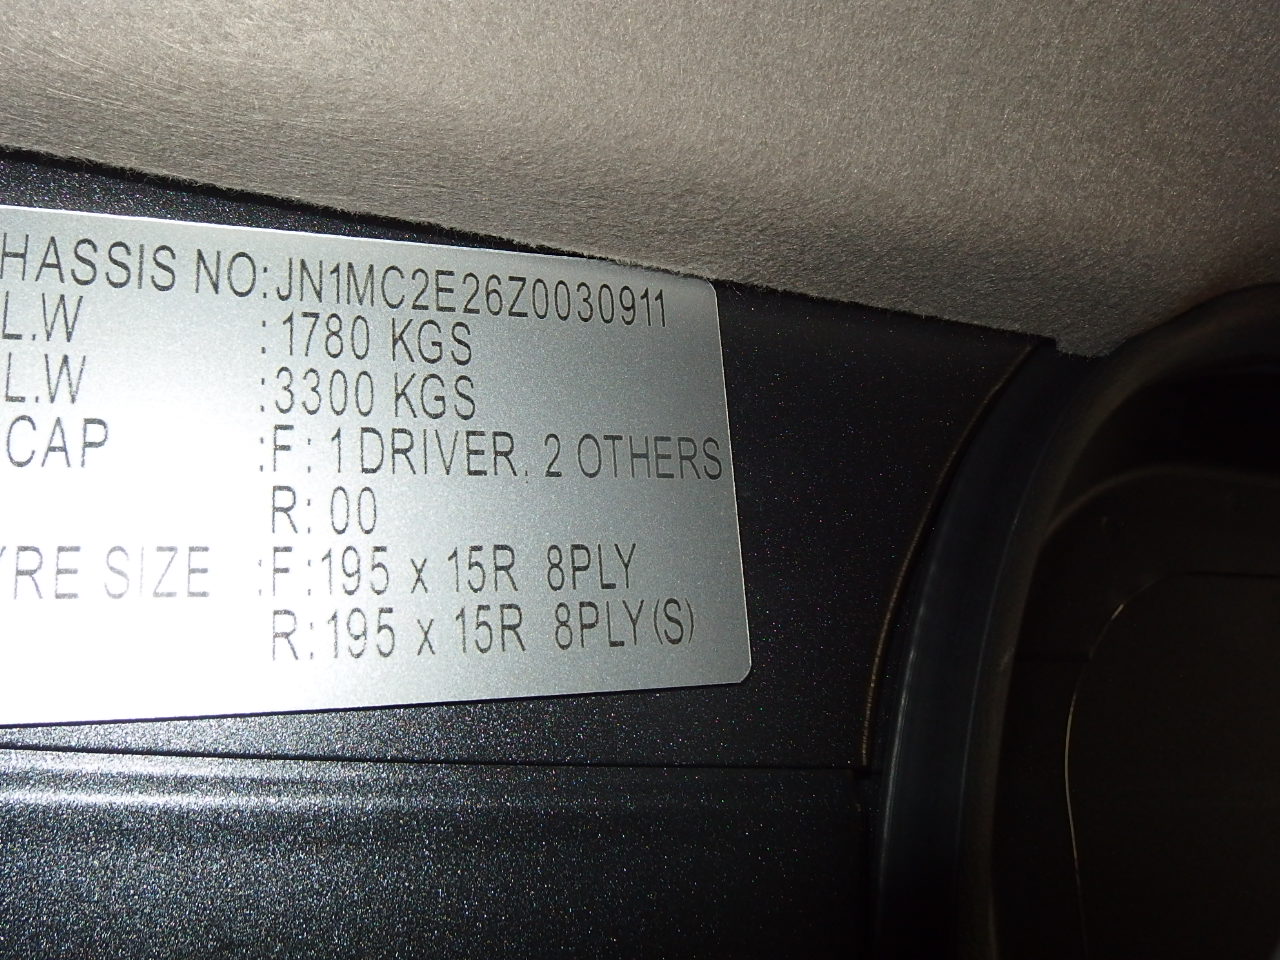 HASSIS NO: JN1MC2E26Z0030911
L.W : 1780 KGS
L.W : 3300 KGS
CAP : F: 1 DRIVER, 2 OTHERS
R: 00
YRE SIZE : F: 195 x 15R 8PLY
R: 195 x 15R 8PLY (S)